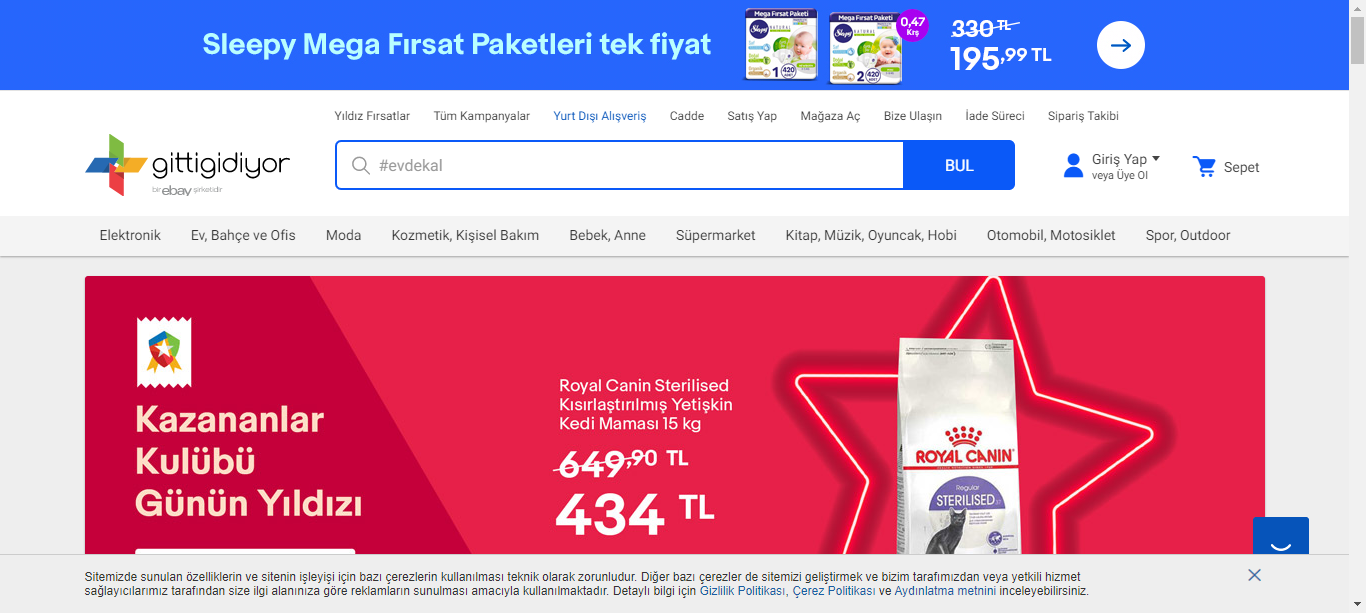 Sleepy Mega Fırsat Paketleri tek fiyat
Mega Fırsat Paketi
Sleepy
NATURAL
1
420
Mega Fırsat Paketi
Sleepy
NATURAL
2
420
0,47
Krş
330 TL
195,99 TL
Yıldız Fırsatlar
Tüm Kampanyalar
Yurt Dışı Alışveriş
Cadde
Satış Yap
Mağaza Aç
Bize Ulaşın
İade Süreci
Sipariş Takibi
gittigidiyor
bir ebay şirketidir
#evdekal
BUL
Giriş Yap
veya Üye Ol
Sepet
Elektronik
Ev, Bahçe ve Ofis
Moda
Kozmetik, Kişisel Bakım
Bebek, Anne
Süpermarket
Kitap, Müzik, Oyuncak, Hobi
Otomobil, Motosiklet
Spor, Outdoor
Kazananlar
Kulübü
Günün Yıldızı
Royal Canin Sterilised
Kısırlaştırılmış Yetişkin
Kedi Maması 15 kg
649,90 TL
434 TL
ROYAL CANIN
Regular
STERILISED
Sitemizde sunulan özelliklerin ve sitenin işleyişi için bazı çerezlerin kullanılması teknik olarak zorunludur. Diğer bazı çerezler de sitemizi geliştirmek ve bizim tarafımızdan veya yetkili hizmet
sağlayıcılarımız tarafından size ilgi alanınıza göre reklamların sunulması amacıyla kullanılmaktadır. Detaylı bilgi için Gizlilik Politikası, Çerez Politikası ve Aydınlatma metnini inceleyebilirsiniz.